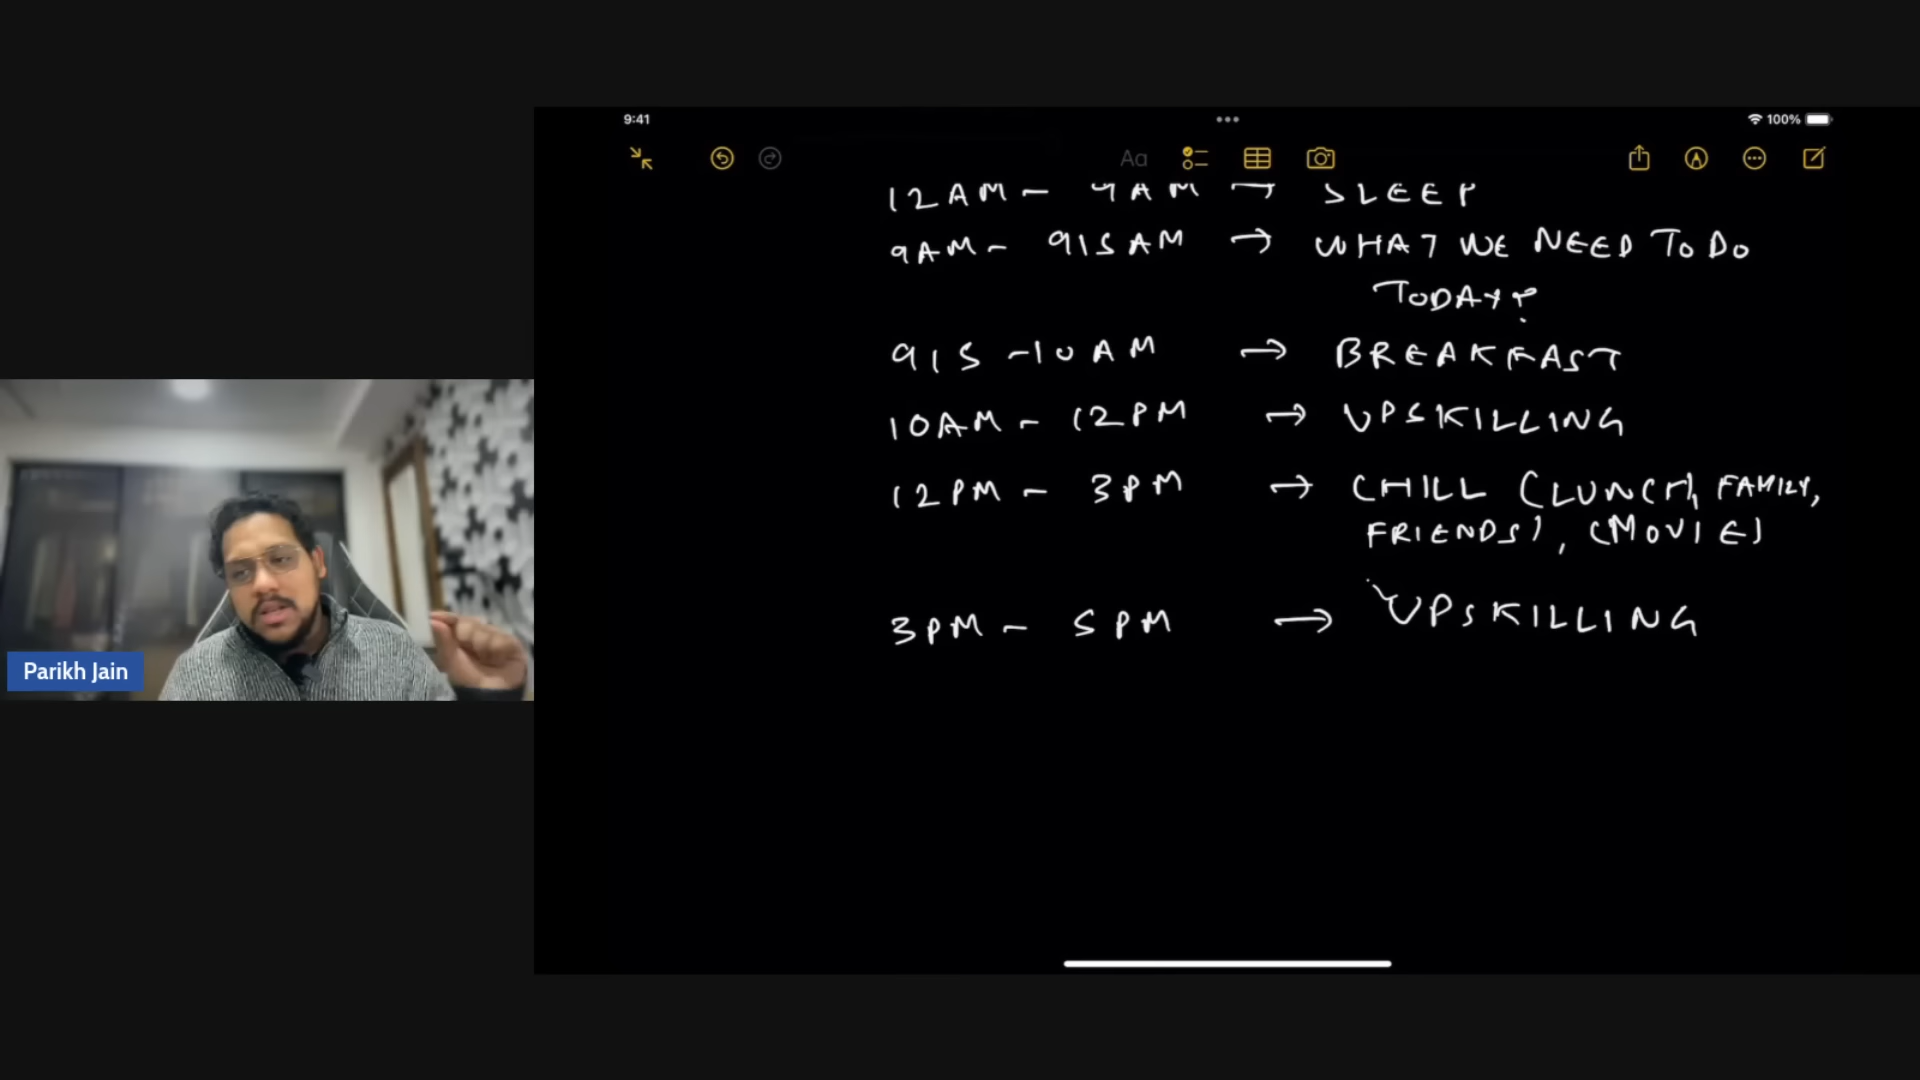 9:41
100%
Aa
12AM - 9AM → SLEEP
9AM - 915AM → WHAT WE NEED TO DO
TODAY?
915 - 10AM → BREAKFAST
10AM - 12PM → UPSKILLING
12PM - 3PM → CHILL (LUNCH, FAMILY,
FRIENDS), (MOVIE)
3PM - 5PM → UPSKILLING
Parikh Jain